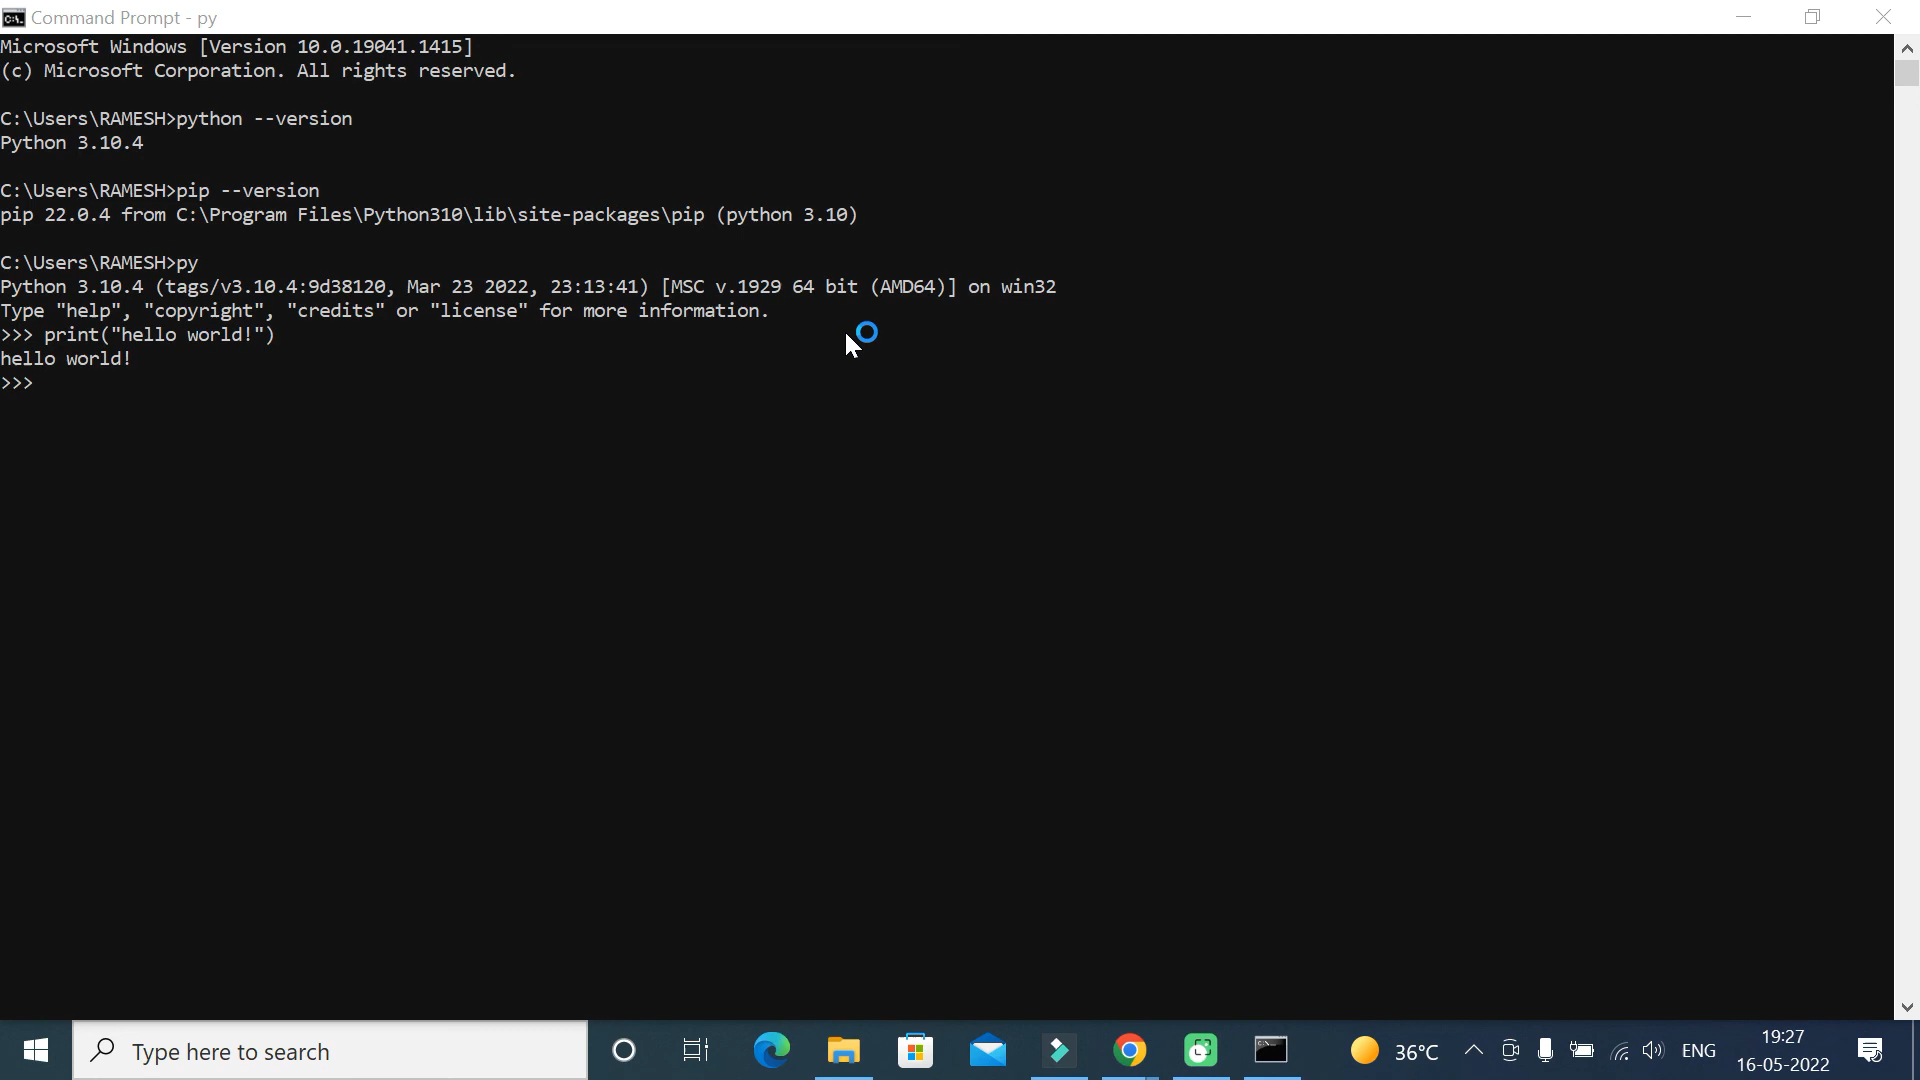 Command Prompt - py
Microsoft Windows [Version 10.0.19041.1415]
(c) Microsoft Corporation. All rights reserved.
C:\Users\RAMESH>python --version
Python 3.10.4
C:\Users\RAMESH>pip --version
pip 22.0.4 from C:\Program Files\Python310\lib\site-packages\pip (python 3.10)
C:\Users\RAMESH>py
Python 3.10.4 (tags/v3.10.4:9d38120, Mar 23 2022, 23:13:41) [MSC v.1929 64 bit (AMD64)] on win32
Type "help", "copyright", "credits" or "license" for more information.
>>> print("hello world!")
hello world!
>>>
Type here to search
36°C
ENG
19:27
16-05-2022